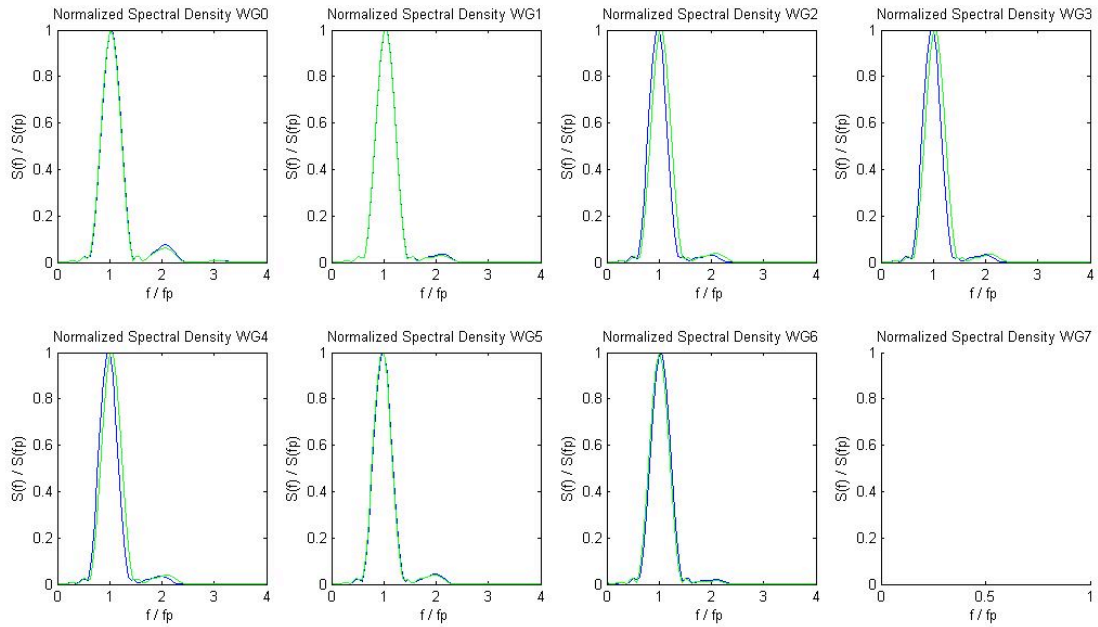 Normalized Spectral Density WG0
1
0.8
0.6
0.4
0.2
0
S(f) / S(fp)
0 1 2 3 4
f / fp
Normalized Spectral Density WG1
1
0.8
0.6
0.4
0.2
0
S(f) / S(fp)
0 1 2 3 4
f / fp
Normalized Spectral Density WG2
1
0.8
0.6
0.4
0.2
0
S(f) / S(fp)
0 1 2 3 4
f / fp
Normalized Spectral Density WG3
1
0.8
0.6
0.4
0.2
0
S(f) / S(fp)
0 1 2 3 4
f / fp
Normalized Spectral Density WG4
1
0.8
0.6
0.4
0.2
0
S(f) / S(fp)
0 1 2 3 4
f / fp
Normalized Spectral Density WG5
1
0.8
0.6
0.4
0.2
0
S(f) / S(fp)
0 1 2 3 4
f / fp
Normalized Spectral Density WG6
1
0.8
0.6
0.4
0.2
0
S(f) / S(fp)
0 1 2 3 4
f / fp
Normalized Spectral Density WG7
1
0.8
0.6
0.4
0.2
0
S(f) / S(fp)
0 0.5 1
f / fp